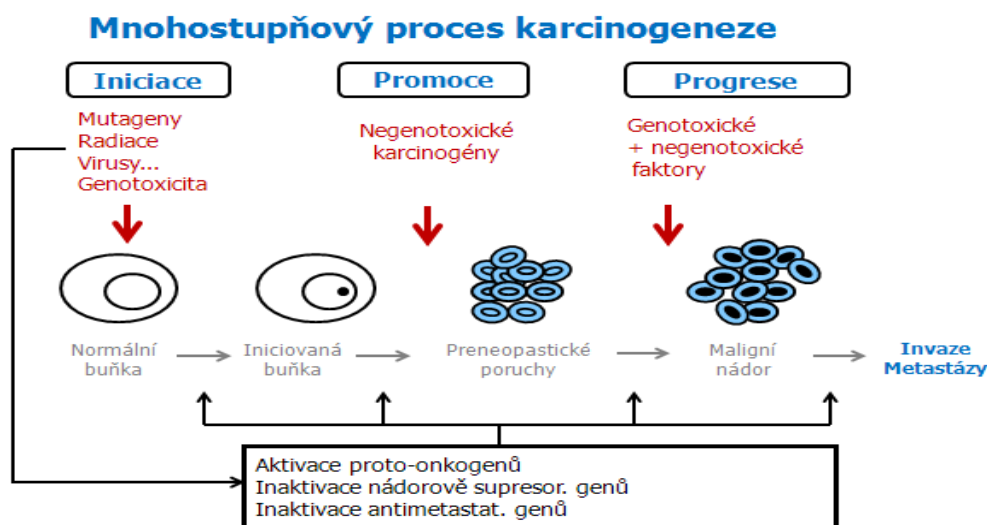 Mnohostupňový proces karcinogeneze
Iniciace
Promoce
Progrese
Mutageny
Radiace
Virusy...
Genotoxicita
Negenotoxické
karcinogény
Genotoxické
+ negenotoxické
faktory
Normální
buňka
Iniciovaná
buňka
Preneopastické
poruchy
Maligní
nádor
Invaze
Metastázy
Aktivace proto-onkogenů
Inaktivace nádorově supresor. genů
Inaktivace antimetastat. genů